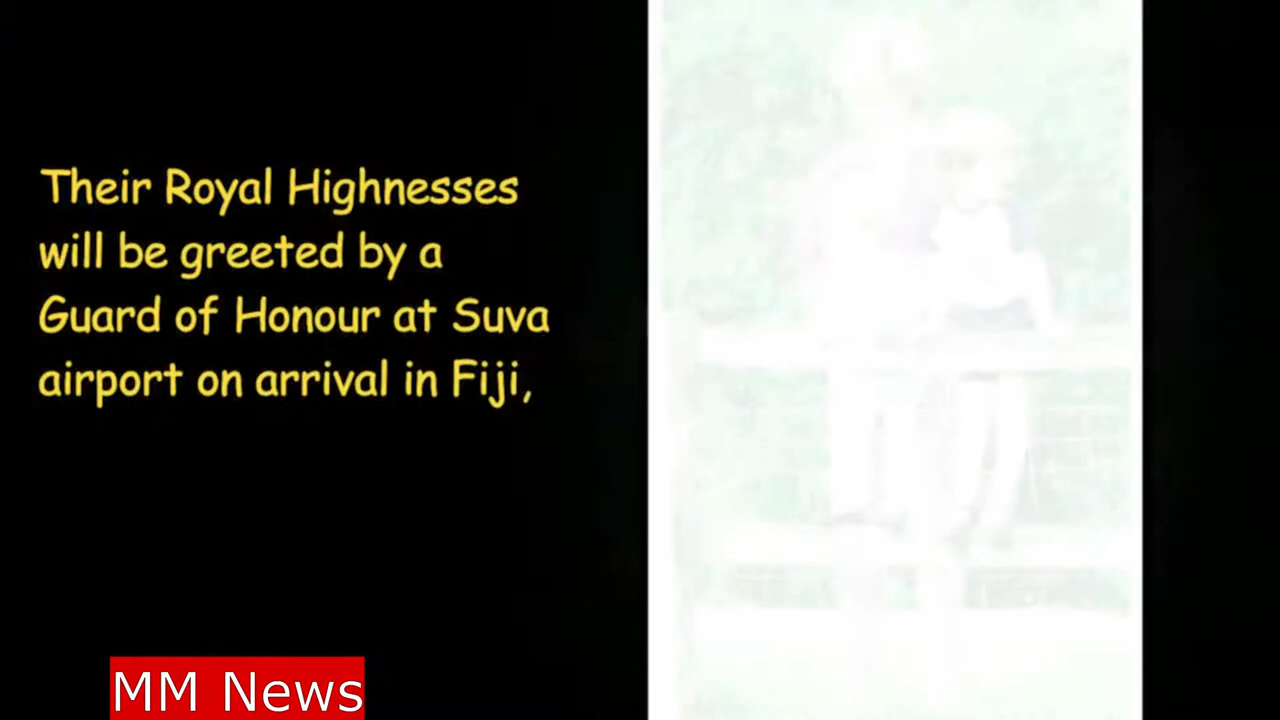 Their Royal Highnesses
will be greeted by a
Guard of Honour at Suva
airport on arrival in Fiji,
MM News